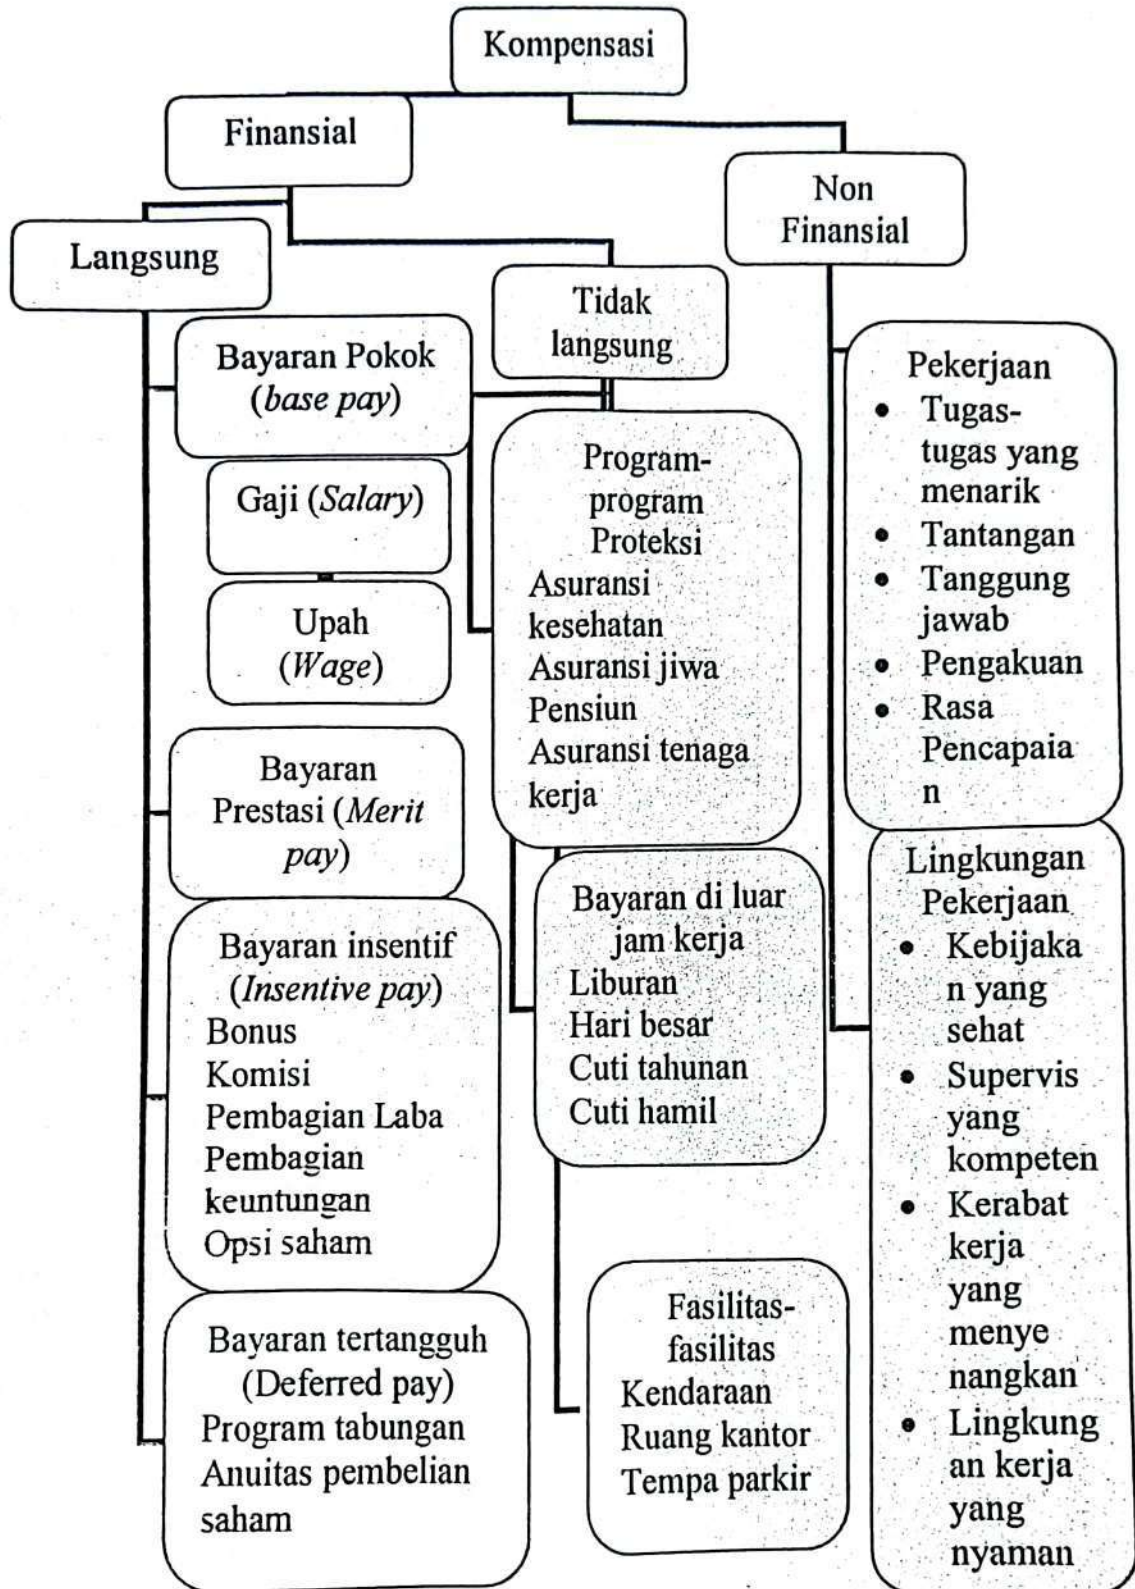 Kompensasi
Finansial
Non
Finansial
Langsung
Tidak
langsung
Bayaran Pokok
(base pay)
Gaji (Salary)
Upah
(Wage)
Bayaran
Prestasi (Merit
pay)
Bayaran insentif
(Insentive pay)
Bonus
Komisi
Pembagian Laba
Pembagian
keuntungan
Opsi saham
Bayaran tertangguh
(Deferred pay)
Program tabungan
Anuitas pembelian
saham
Program-
program
Proteksi
Asuransi
kesehatan
Asuransi jiwa
Pensiun
Asuransi tenaga
kerja
Bayaran di luar
jam kerja
Liburan
Hari besar
Cuti tahunan
Cuti hamil
Fasilitas-
fasilitas
Kendaraan
Ruang kantor
Tempa parkir
Pekerjaan
• Tugas-
tugas yang
menarik
• Tantangan
• Tanggung
jawab
• Pengakuan
• Rasa
Pencapaia
n
Lingkungan
Pekerjaan
• Kebijaka
n yang
sehat
• Supervis
yang
kompeten
• Kerabat
kerja
yang
menye
nangkan
• Lingkung
an kerja
yang
nyaman